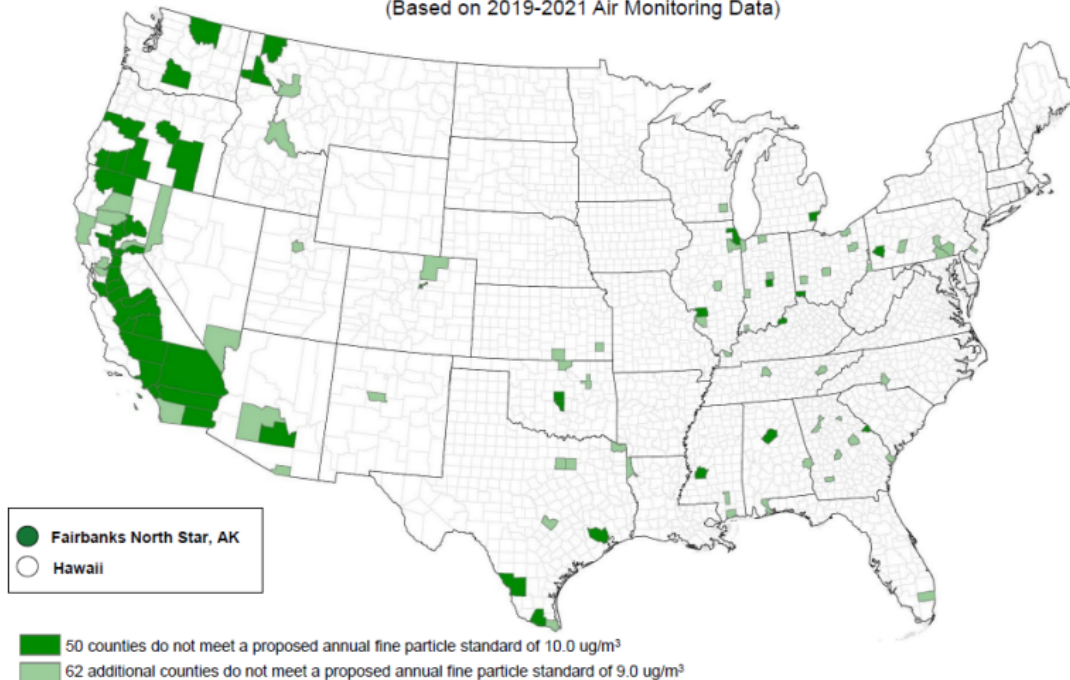 (Based on 2019-2021 Air Monitoring Data)
Fairbanks North Star, AK
Hawaii
50 counties do not meet a proposed annual fine particle standard of 10.0 ug/m³
62 additional counties do not meet a proposed annual fine particle standard of 9.0 ug/m³